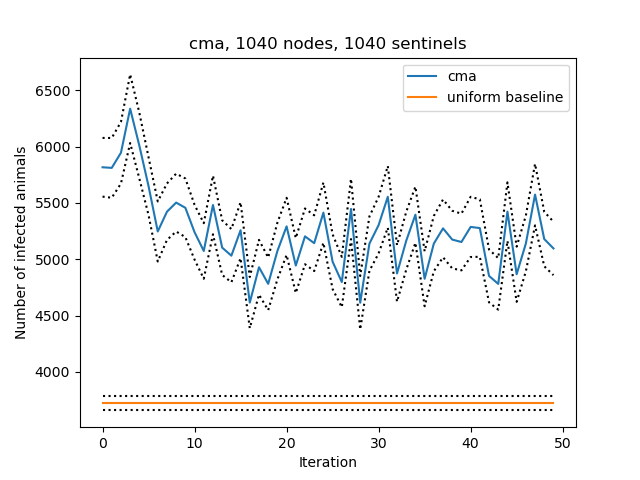 cma, 1040 nodes, 1040 sentinels
cma
uniform baseline
Number of infected animals
6500
6000
5500
5000
4500
4000
0 10 20 30 40 50
Iteration